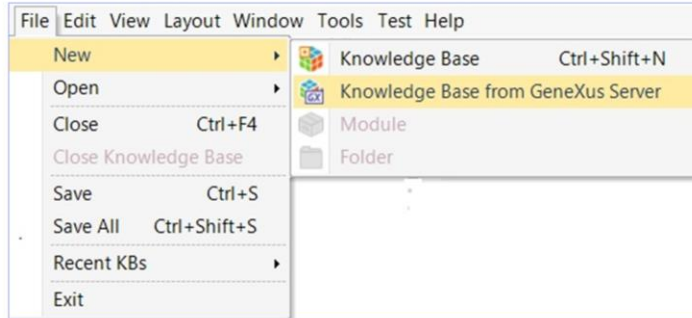 File Edit View Layout Window Tools Test Help
New
Open
Close Ctrl+F4
Close Knowledge Base
Save Ctrl+S
Save All Ctrl+Shift+S
Recent KBs
Exit
Knowledge Base Ctrl+Shift+N
GX Knowledge Base from GeneXus Server
Module
Folder